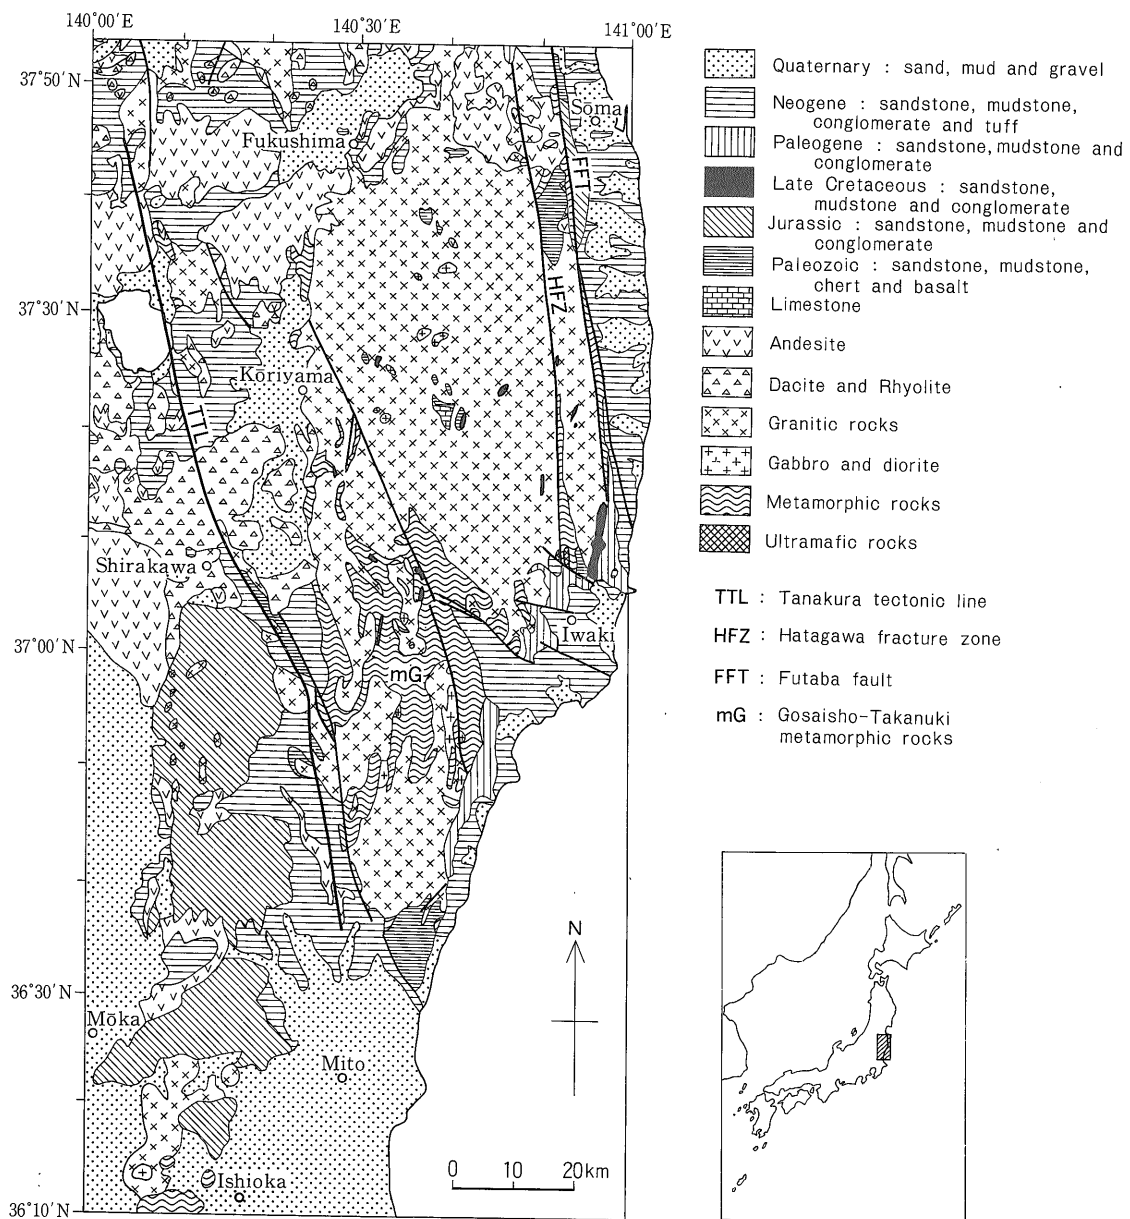 140°00′E
140°30′E
141°00′E
37°50′N
37°30′N
37°00′N
36°30′N
36°10′N
Sōma
Fukushima
FFT
HFZ
Kōriyama
TTL
Shirakawa
Iwaki
mG
Mōka
Mito
Ishioka
N
0 10 20km
Quaternary : sand, mud and gravel
Neogene : sandstone, mudstone,
conglomerate and tuff
Paleogene : sandstone, mudstone and
conglomerate
Late Cretaceous : sandstone,
mudstone and conglomerate
Jurassic : sandstone, mudstone and
conglomerate
Paleozoic : sandstone, mudstone,
chert and basalt
Limestone
Andesite
Dacite and Rhyolite
Granitic rocks
Gabbro and diorite
Metamorphic rocks
Ultramafic rocks
TTL : Tanakura tectonic line
HFZ : Hatagawa fracture zone
FFT : Futaba fault
mG : Gosaisho-Takanuki
metamorphic rocks